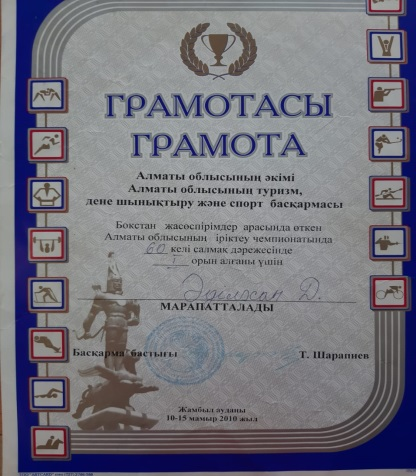 ГРАМОТАСЫ
ГРАМОТА
Алматы облысының әкімі
Алматы облысының туризм,
дене шынықтыру және спорт басқармасы
Бокстан жасөспірімдер арасында өткен
Алматы облысының іріктеу чемпионатында
60 келі салмақ дәрежесінде
I орын алғаны үшін
Әділхан Д.
МАРАПАТТАЛАДЫ
Басқарма бастығы
Т. Шарапиев
Жамбыл ауданы
10-15 мамыр 2010 жыл